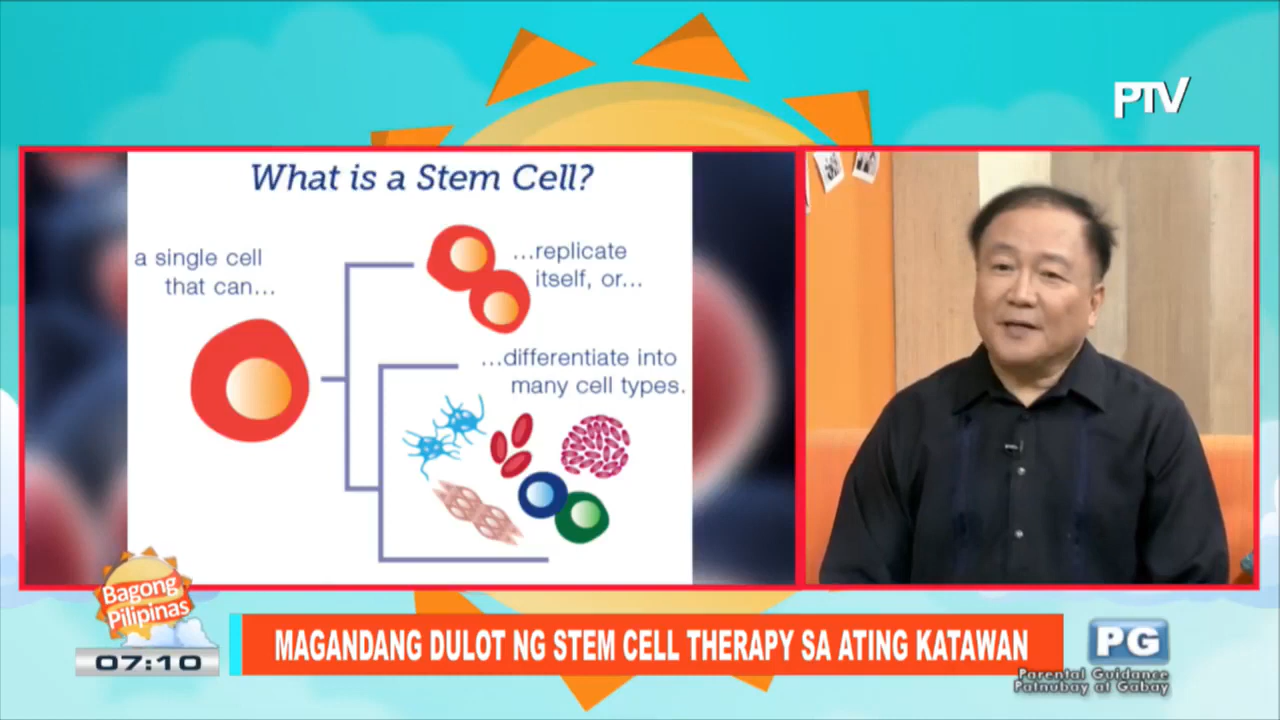 PTV
What is a Stem Cell?
a single cell
that can...
...replicate
itself, or...
...differentiate into
many cell types.
Bagong
Pilipinas
07:10
MAGANDANG DULOT NG STEM CELL THERAPY SA ATING KATAWAN
PG
Parental Guidance
Patnubay at Gabay